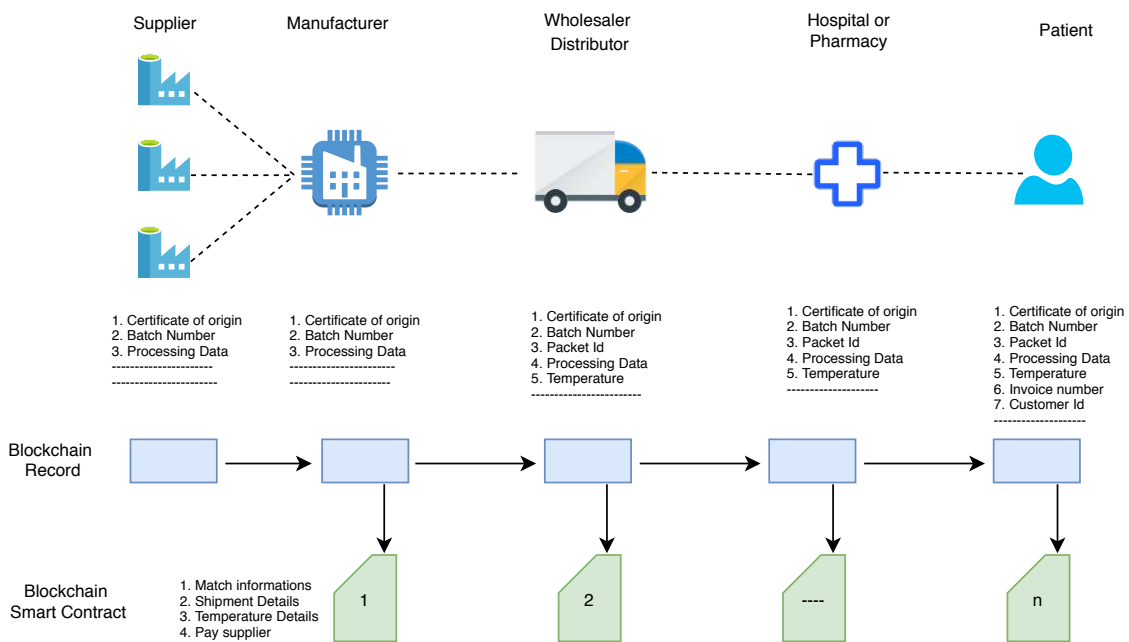 Supplier
Manufacturer
Wholesaler
Distributor
Hospital or
Pharmacy
Patient
1. Certificate of origin
2. Batch Number
3. Processing Data
----------------------
-----------------------
1. Certificate of origin
2. Batch Number
3. Processing Data
-----------------------
----------------------
1. Certificate of origin
2. Batch Number
3. Packet Id
4. Processing Data
5. Temperature
------------------------
1. Certificate of origin
2. Batch Number
3. Packet Id
4. Processing Data
5. Temperature
--------------------
1. Certificate of origin
2. Batch Number
3. Packet Id
4. Processing Data
5. Temperature
6. Invoice number
7. Customer Id
--------------------
Blockchain
Record
Blockchain
Smart Contract
1. Match informations
2. Shipment Details
3. Temperature Details
4. Pay supplier
1
2
----
n